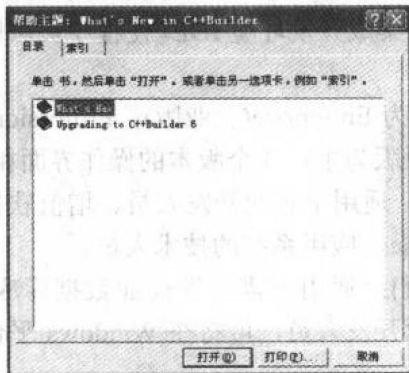 帮助主题: What's New in C++Builder
目录 索引
单击 书，然后单击“打开”。或者单击另一选项卡，例如“索引”。
What's New
Upgrading to C++Builder 6
打开(O) 打印(P)... 取消